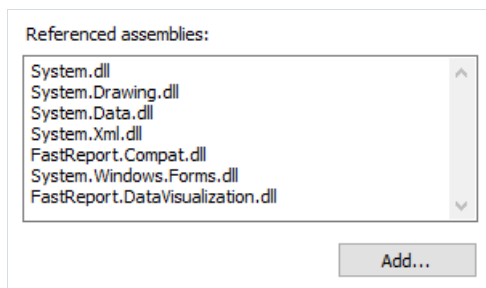 Referenced assemblies:
System.dll
System.Drawing.dll
System.Data.dll
System.Xml.dll
FastReport.Compat.dll
System.Windows.Forms.dll
FastReport.DataVisualization.dll
Add...